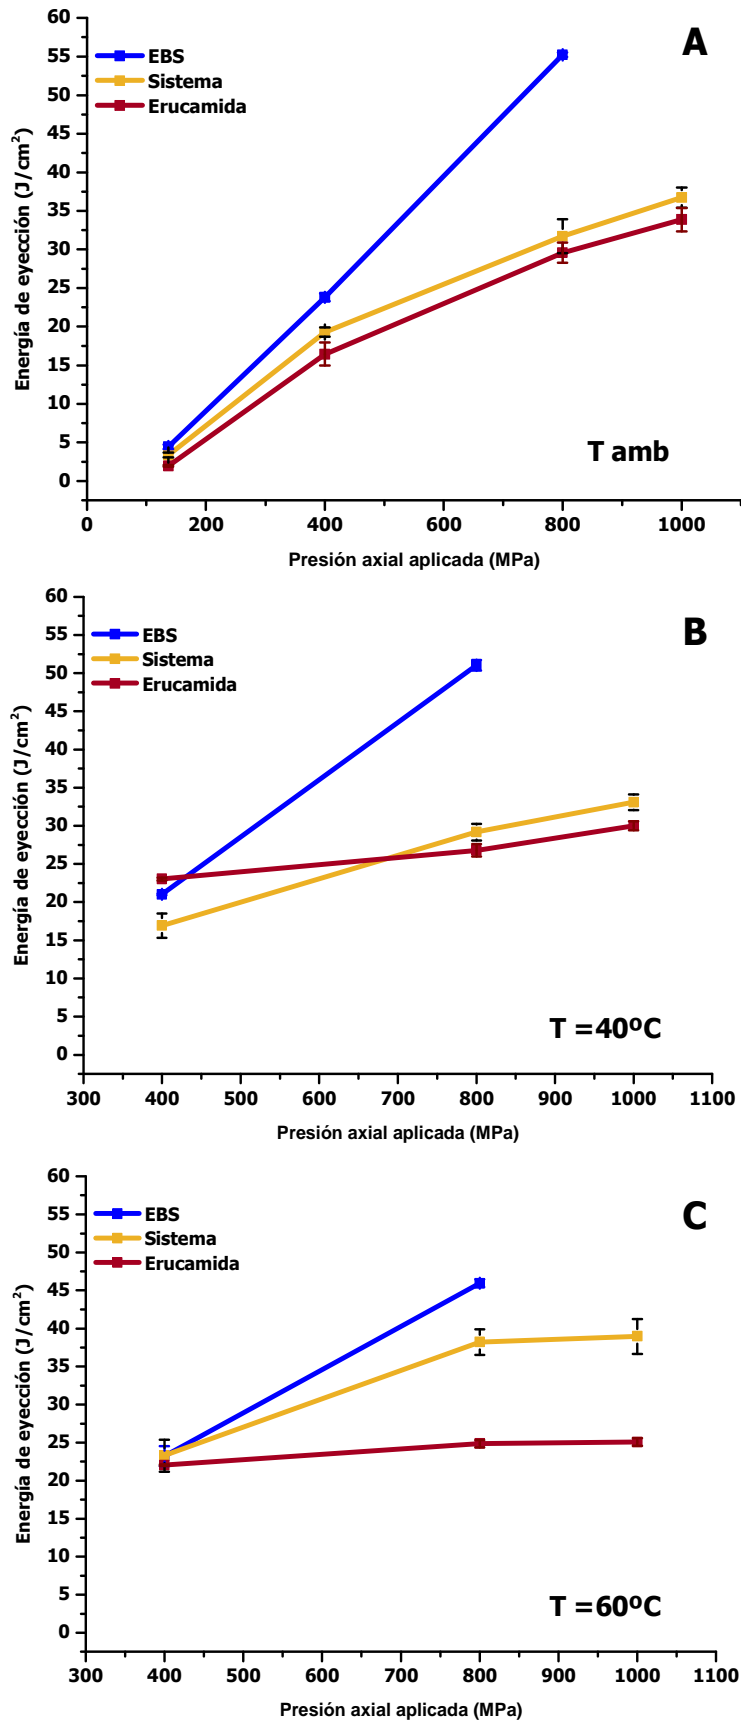 A
EBS
Sistema
Erucamida
Energía de eyección (J/cm²)
60
55
50
45
40
35
30
25
20
15
10
5
0
T amb
0 200 400 600 800 1000
Presión axial aplicada (MPa)
B
EBS
Sistema
Erucamida
Energía de eyección (J/cm²)
60
55
50
45
40
35
30
25
20
15
10
5
0
T =40ºC
300 400 500 600 700 800 900 1000 1100
Presión axial aplicada (MPa)
C
EBS
Sistema
Erucamida
Energía de eyección (J/cm²)
60
55
50
45
40
35
30
25
20
15
10
5
0
T =60ºC
300 400 500 600 700 800 900 1000 1100
Presión axial aplicada (MPa)